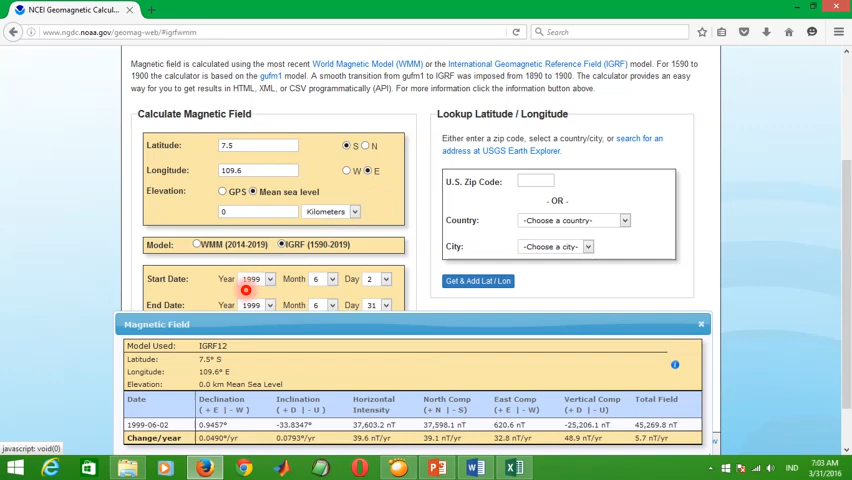 NCEI Geomagnetic Calcul...
www.ngdc.noaa.gov/geomag-web/#igrfwmm
Search
Magnetic field is calculated using the most recent World Magnetic Model (WMM) or the International Geomagnetic Reference Field (IGRF) model. For 1590 to
1900 the calculator is based on the gufm1 model. A smooth transition from gufm1 to IGRF was imposed from 1890 to 1900. The calculator provides an easy
way for you to get results in HTML, XML, or CSV programmatically (API). For more information click the information button above.
Calculate Magnetic Field
Latitude: 7.5 S N
Longitude: 109.6 W E
Elevation: GPS Mean sea level
0 Kilometers
Model: WMM (2014-2019) IGRF (1590-2019)
Start Date: Year 1999 Month 6 Day 2
End Date: Year 1999 Month 6 Day 31
Lookup Latitude / Longitude
Either enter a zip code, select a country/city, or search for an
address at USGS Earth Explorer.
U.S. Zip Code:
- OR -
Country: -Choose a country-
City: -Choose a city-
Get & Add Lat / Lon
Magnetic Field
Model Used: IGRF12
Latitude: 7.5° S
Longitude: 109.6° E
Elevation: 0.0 km Mean Sea Level
Date Declination Inclination Horizontal North Comp East Comp Vertical Comp Total Field
(+ E | - W) (+ D | - U) Intensity (+ N | - S) (+ E | - W) (+ D | - U)
1999-06-02 0.9457° -33.8347° 37,603.2 nT 37,598.1 nT 620.6 nT -25,206.1 nT 45,269.8 nT
Change/year 0.0490°/yr 0.0793°/yr 39.6 nT/yr 39.1 nT/yr 32.8 nT/yr 48.9 nT/yr 5.7 nT/yr
javascript: void(0)
IND
7:03 AM
3/31/2016